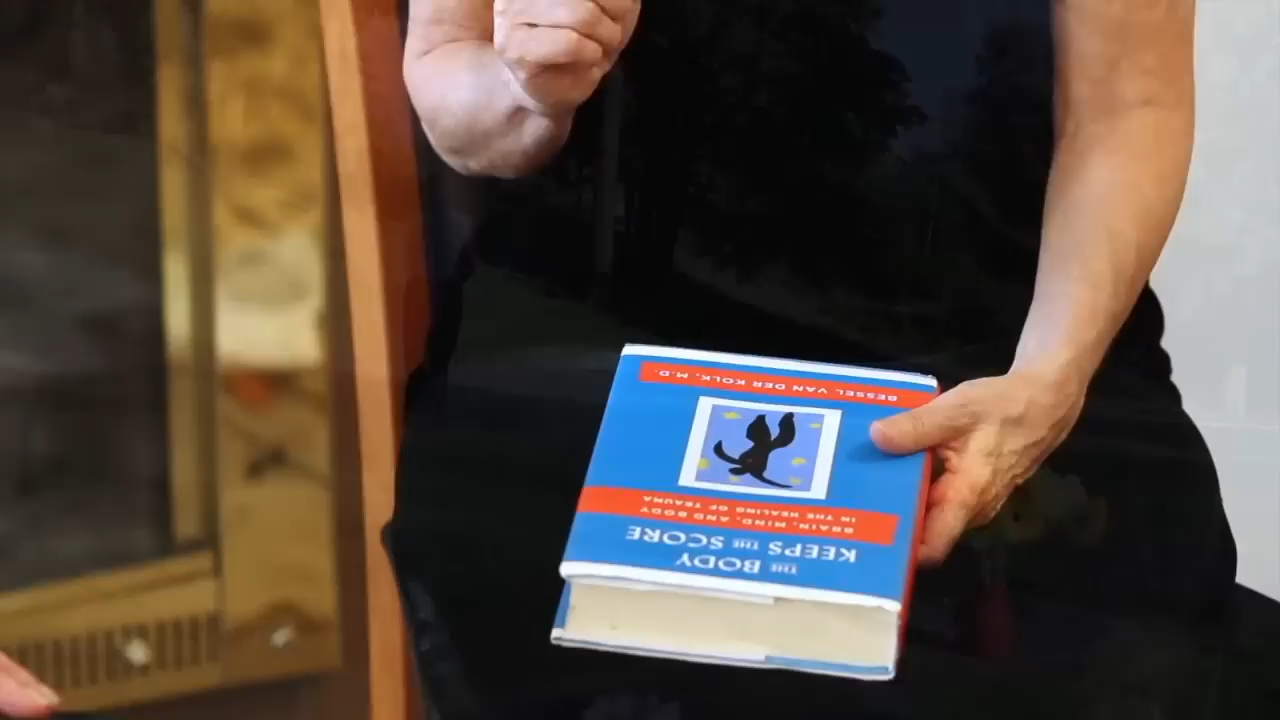 THE BODY
KEEPS THE SCORE
BRAIN, MIND, AND BODY
IN THE HEALING OF TRAUMA
BESSEL VAN DER KOLK, M.D.